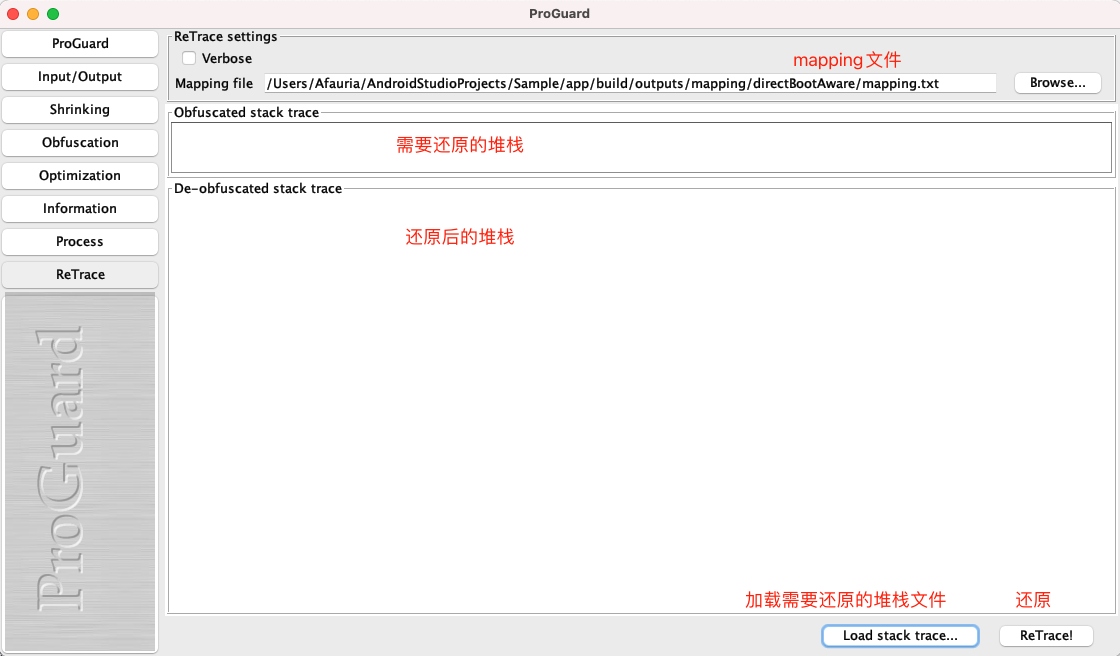 ProGuard
ProGuard
Input/Output
Shrinking
Obfuscation
Optimization
Information
Process
ReTrace
ProGuard
ReTrace settings
Verbose
mapping文件
Mapping file /Users/Afauria/AndroidStudioProjects/Sample/app/build/outputs/mapping/directBootAware/mapping.txt Browse...
Obfuscated stack trace
需要还原的堆栈
De-obfuscated stack trace
还原后的堆栈
加载需要还原的堆栈文件 还原
Load stack trace... ReTrace!